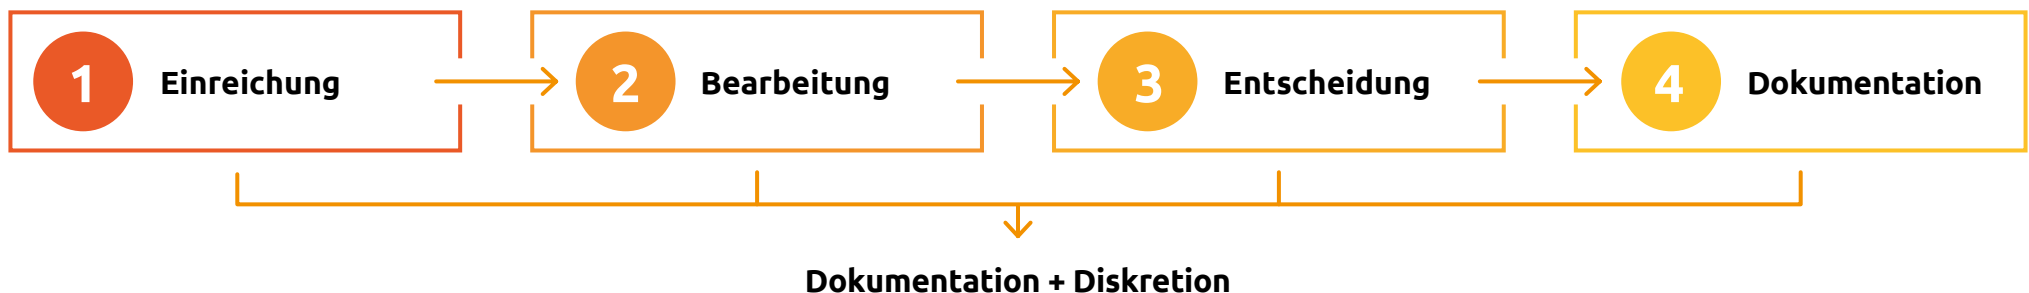 1 Einreichung
2 Bearbeitung
3 Entscheidung
4 Dokumentation
Dokumentation + Diskretion